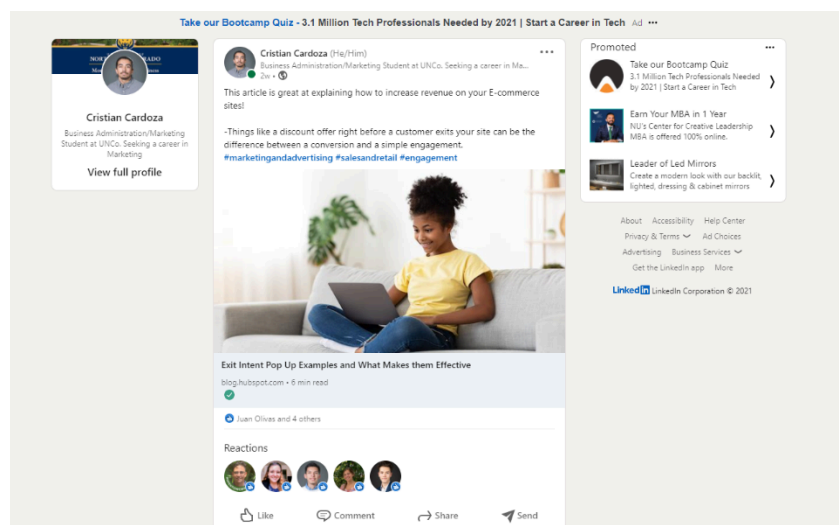 Take our Bootcamp Quiz - 3.1 Million Tech Professionals Needed by 2021 | Start a Career in Tech Ad •••
Cristian Cardoza
Business Administration/Marketing
Student at UNCo. Seeking a career in
Marketing
View full profile
Cristian Cardoza (He/Him)
Business Administration/Marketing Student at UNCo. Seeking a career in Ma...
2w •
This article is great at explaining how to increase revenue on your E-commerce
sites!
-Things like a discount offer right before a customer exits your site can be the
difference between a conversion and a simple engagement.
#marketingandadvertising #salesandretail #engagement
Exit Intent Pop Up Examples and What Makes them Effective
blog.hubspot.com • 6 min read
Juan Olivas and 4 others
Reactions
Like Comment Share Send
Promoted
Take our Bootcamp Quiz
3.1 Million Tech Professionals Needed
by 2021 | Start a Career in Tech
Earn Your MBA in 1 Year
NU's Center for Creative Leadership
MBA is offered 100% online.
Leader of Led Mirrors
Create a modern look with our backlit,
lighted, dressing & cabinet mirrors
About Accessibility Help Center
Privacy & Terms Ad Choices
Advertising Business Services
Get the LinkedIn app More
LinkedIn LinkedIn Corporation © 2021